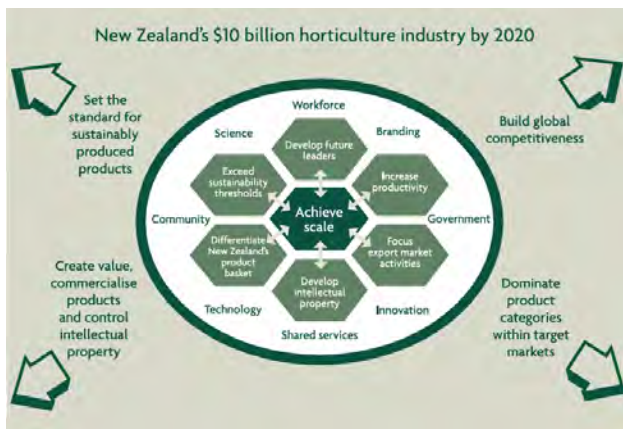 New Zealand's $10 billion horticulture industry by 2020
Set the
standard for
sustainably
produced
products
Build global
competitiveness
Workforce
Science
Branding
Develop future
leaders
Exceed
sustainability
thresholds
Increase
productivity
Community
Achieve
scale
Government
Differentiate
New Zealand's
product
basket
Focus
export market
activities
Develop
intellectual
property
Technology
Innovation
Shared services
Create value,
commercialise
products
and control
intellectual
property
Dominate
product
categories
within target
markets